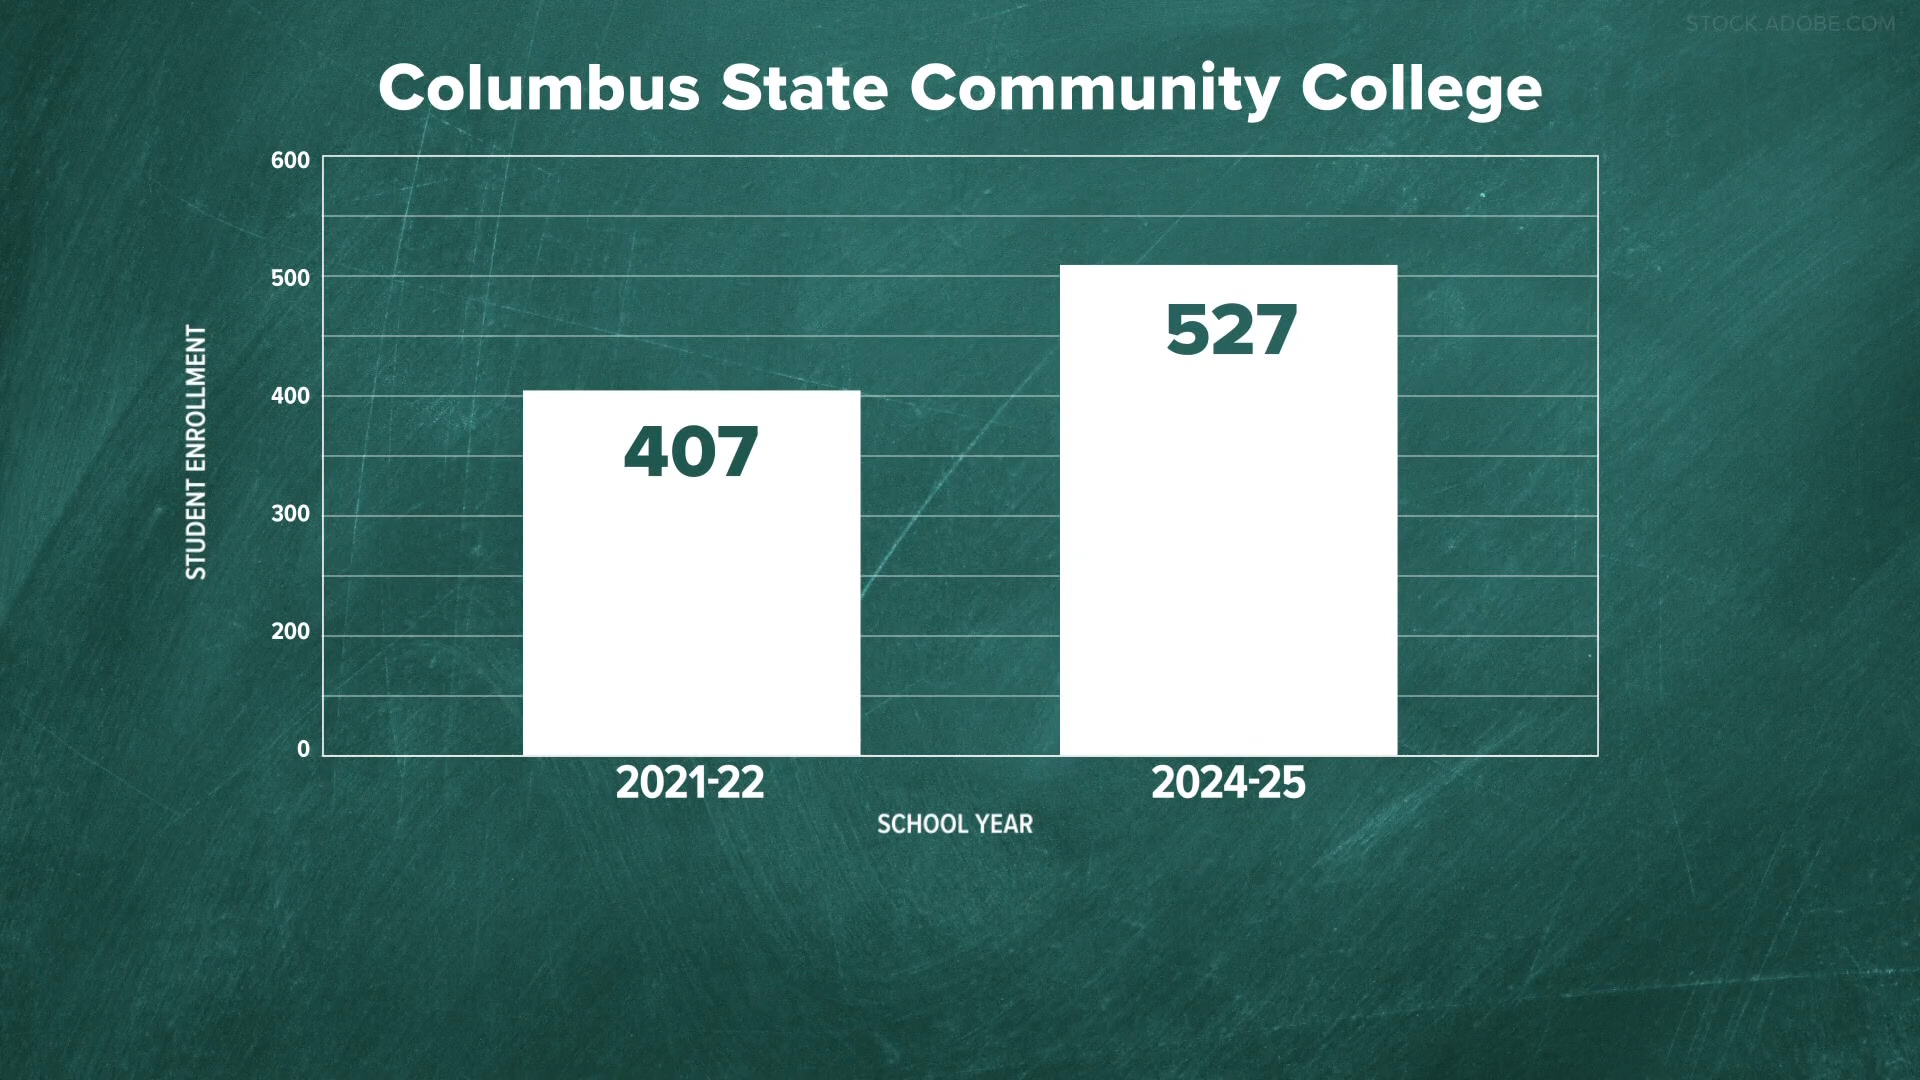 STOCK.ADOBE.COM
Columbus State Community College
600
500
400
300
200
0
STUDENT ENROLLMENT
407
527
2021-22
2024-25
SCHOOL YEAR